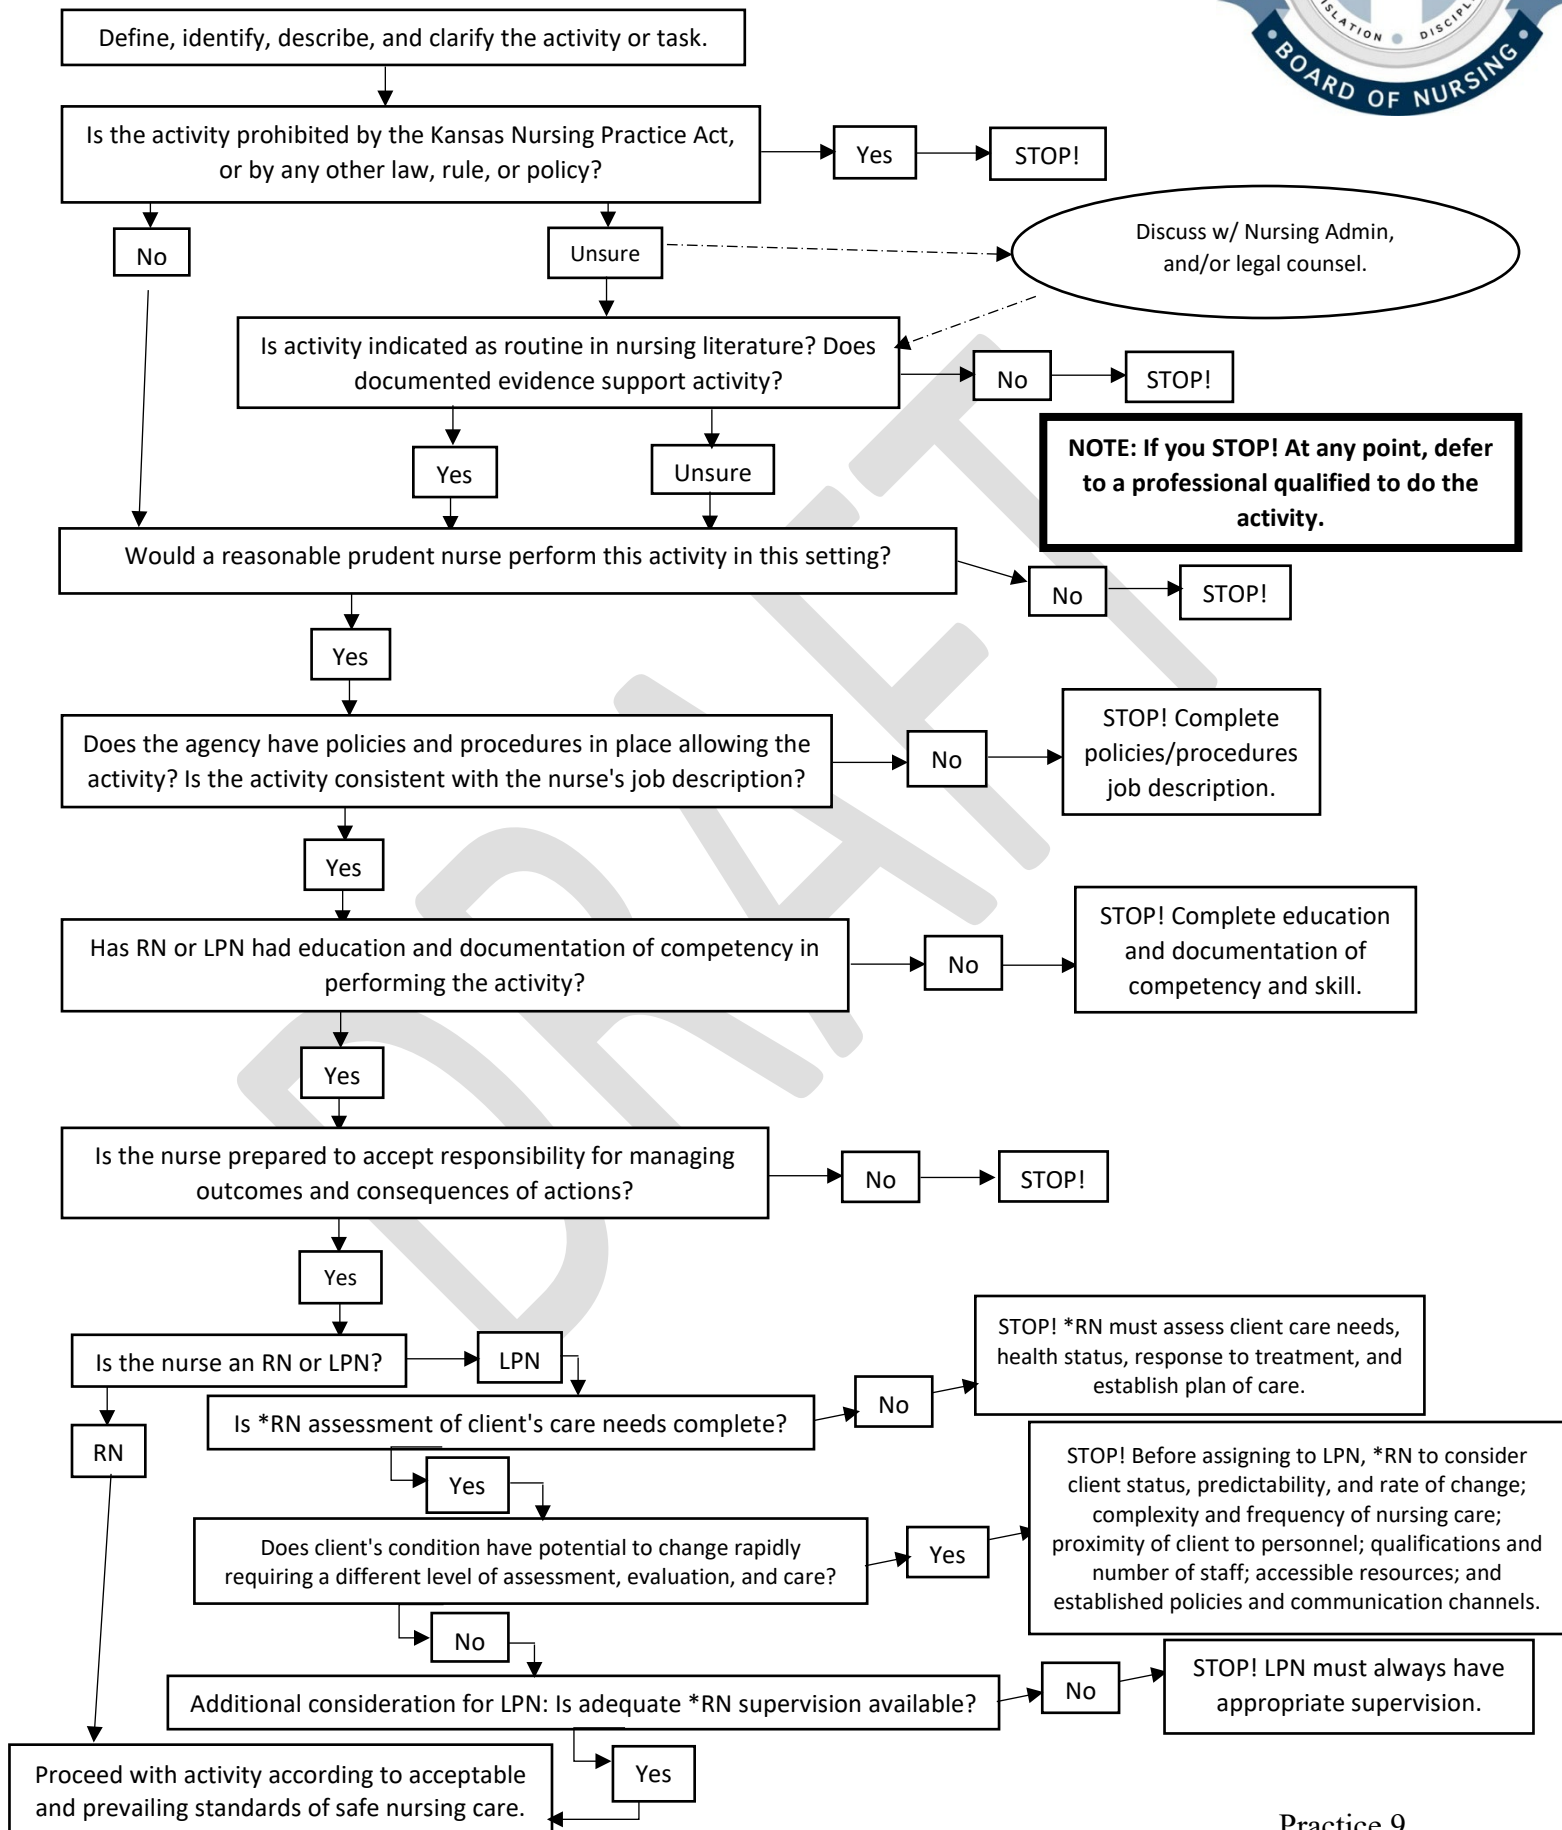 BOARD OF NURSING
Define, identify, describe, and clarify the activity or task.
Is the activity prohibited by the Kansas Nursing Practice Act,
or by any other law, rule, or policy?
Yes
STOP!
No
Unsure
Discuss w/ Nursing Admin,
and/or legal counsel.
Is activity indicated as routine in nursing literature? Does
documented evidence support activity?
No
STOP!
Yes
Unsure
NOTE: If you STOP! At any point, defer
to a professional qualified to do the
activity.
Would a reasonable prudent nurse perform this activity in this setting?
No
STOP!
Yes
Does the agency have policies and procedures in place allowing the
activity? Is the activity consistent with the nurse's job description?
No
STOP! Complete
policies/procedures
job description.
Yes
Has RN or LPN had education and documentation of competency in
performing the activity?
No
STOP! Complete education
and documentation of
competency and skill.
Yes
Is the nurse prepared to accept responsibility for managing
outcomes and consequences of actions?
No
STOP!
Yes
Is the nurse an RN or LPN?
LPN
RN
Is *RN assessment of client's care needs complete?
No
STOP! *RN must assess client care needs,
health status, response to treatment, and
establish plan of care.
Yes
Does client's condition have potential to change rapidly
requiring a different level of assessment, evaluation, and care?
Yes
STOP! Before assigning to LPN, *RN to consider
client status, predictability, and rate of change;
complexity and frequency of nursing care;
proximity of client to personnel; qualifications and
number of staff; accessible resources; and
established policies and communication channels.
No
Additional consideration for LPN: Is adequate *RN supervision available?
No
STOP! LPN must always have
appropriate supervision.
Yes
Proceed with activity according to acceptable
and prevailing standards of safe nursing care.
DRAFT
Practice 9